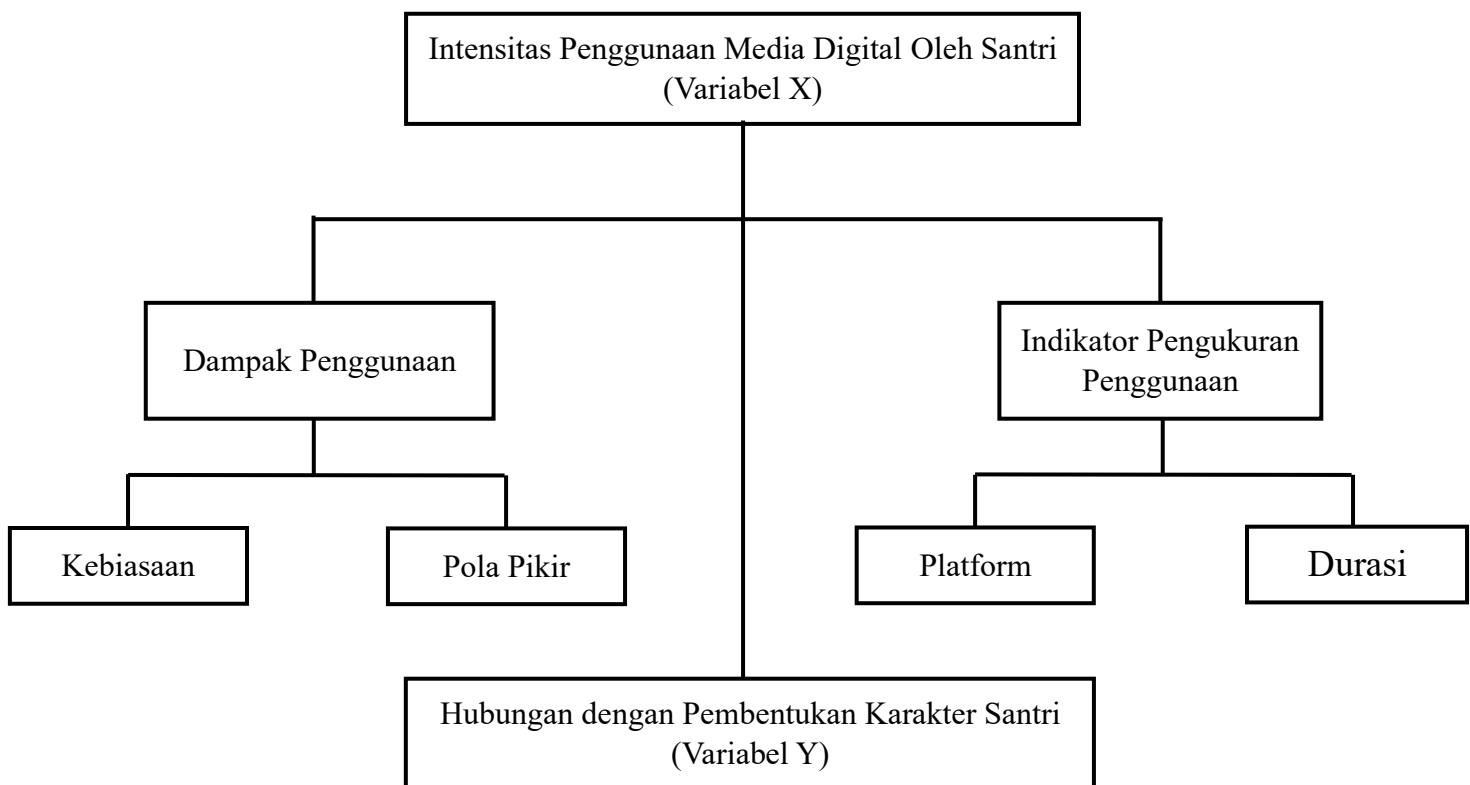 Intensitas Penggunaan Media Digital Oleh Santri
(Variabel X)
Dampak Penggunaan
Indikator Pengukuran
Penggunaan
Kebiasaan
Pola Pikir
Platform
Durasi
Hubungan dengan Pembentukan Karakter Santri
(Variabel Y)